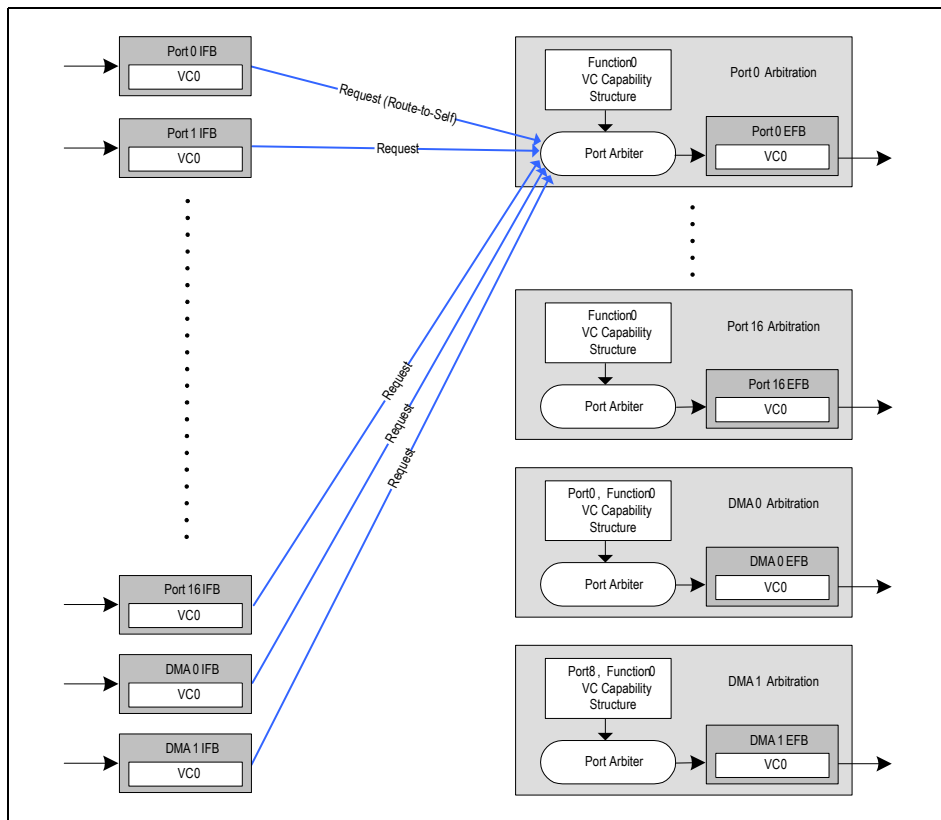 Port 0 IFB
VC0
Port 1 IFB
VC0
Port 16 IFB
VC0
DMA 0 IFB
VC0
DMA 1 IFB
VC0
Request (Route-to-Self)
Request
Request
Request
Request
Function0
VC Capability
Structure
Port 0 Arbitration
Port Arbiter
Port 0 EFB
VC0
Function0
VC Capability
Structure
Port 16 Arbitration
Port Arbiter
Port 16 EFB
VC0
Port0, Function0
VC Capability
Structure
DMA 0 Arbitration
Port Arbiter
DMA 0 EFB
VC0
Port8, Function0
VC Capability
Structure
DMA 1 Arbitration
Port Arbiter
DMA 1 EFB
VC0